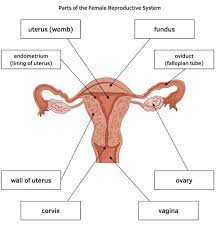 Parts of the Female Reproductive System
uterus (womb)
fundus
endometrium
(lining of uterus)
oviduct
(fallopian tube)
wall of uterus
ovary
cervix
vagina